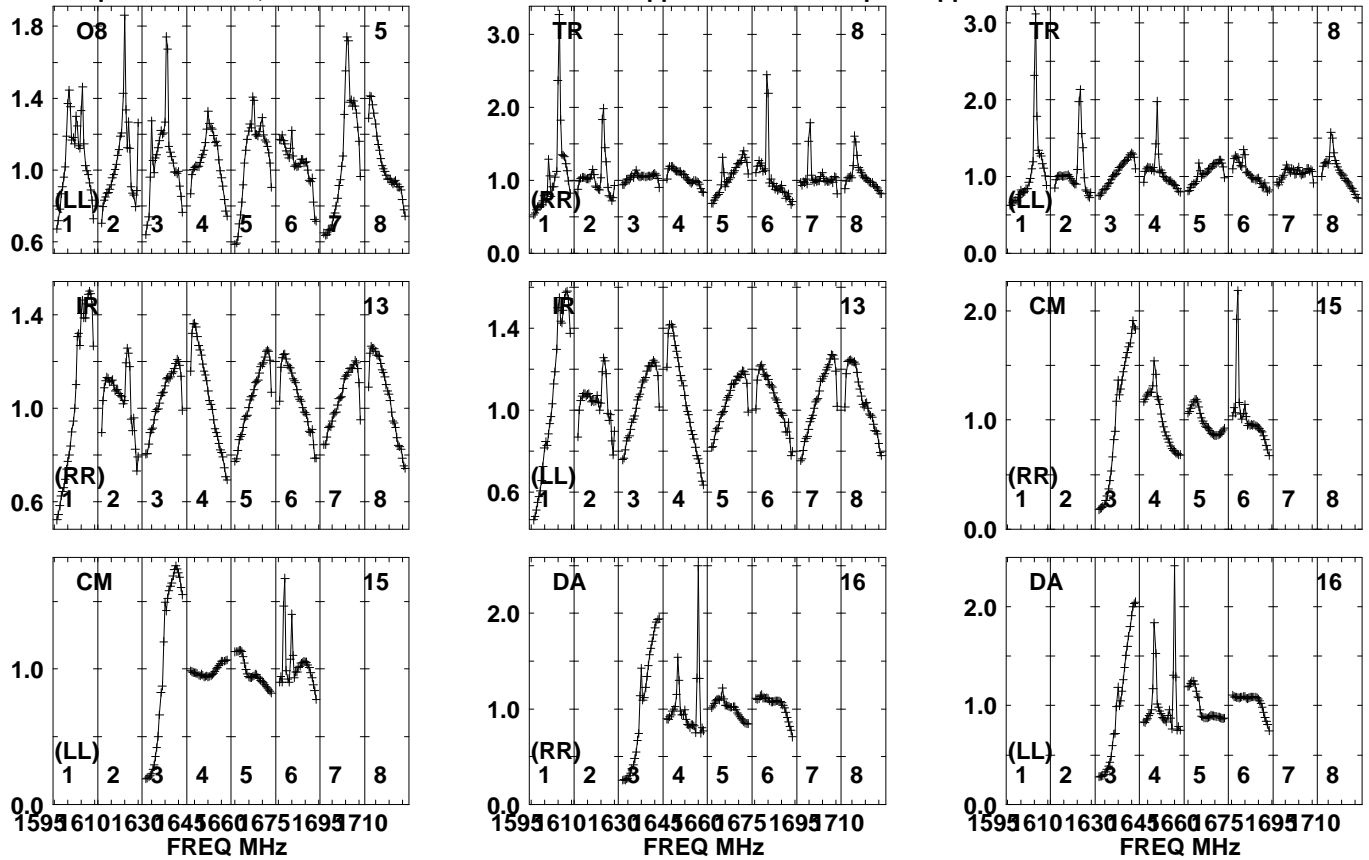 1.8 O8 5
1.4
1.0
(LL)
0.6 1 2 3 4 5 6 7 8
TR 8
3.0
2.0
1.0
(RR)
1 2 3 4 5 6 7 8
0.0
TR 8
3.0
2.0
1.0
(LL)
1 2 3 4 5 6 7 8
0.0
IR 13
1.4
1.0
(RR)
0.6 1 2 3 4 5 6 7 8
IR 13
1.4
1.0
(LL)
0.6 1 2 3 4 5 6 7 8
CM 15
2.0
1.0
(RR)
1 2 3 4 5 6 7 8
0.0
CM 15
1.0
(LL)
1 2 3 4 5 6 7 8
0.0
1595 1610 1630 1645 1660 1675 1695 1710
FREQ MHz
DA 16
2.0
1.0
(RR)
1 2 3 4 5 6 7 8
0.0
1595 1610 1630 1645 1660 1675 1695 1710
FREQ MHz
DA 16
2.0
1.0
(LL)
1 2 3 4 5 6 7 8
0.0
1595 1610 1630 1645 1660 1675 1695 1710
FREQ MHz